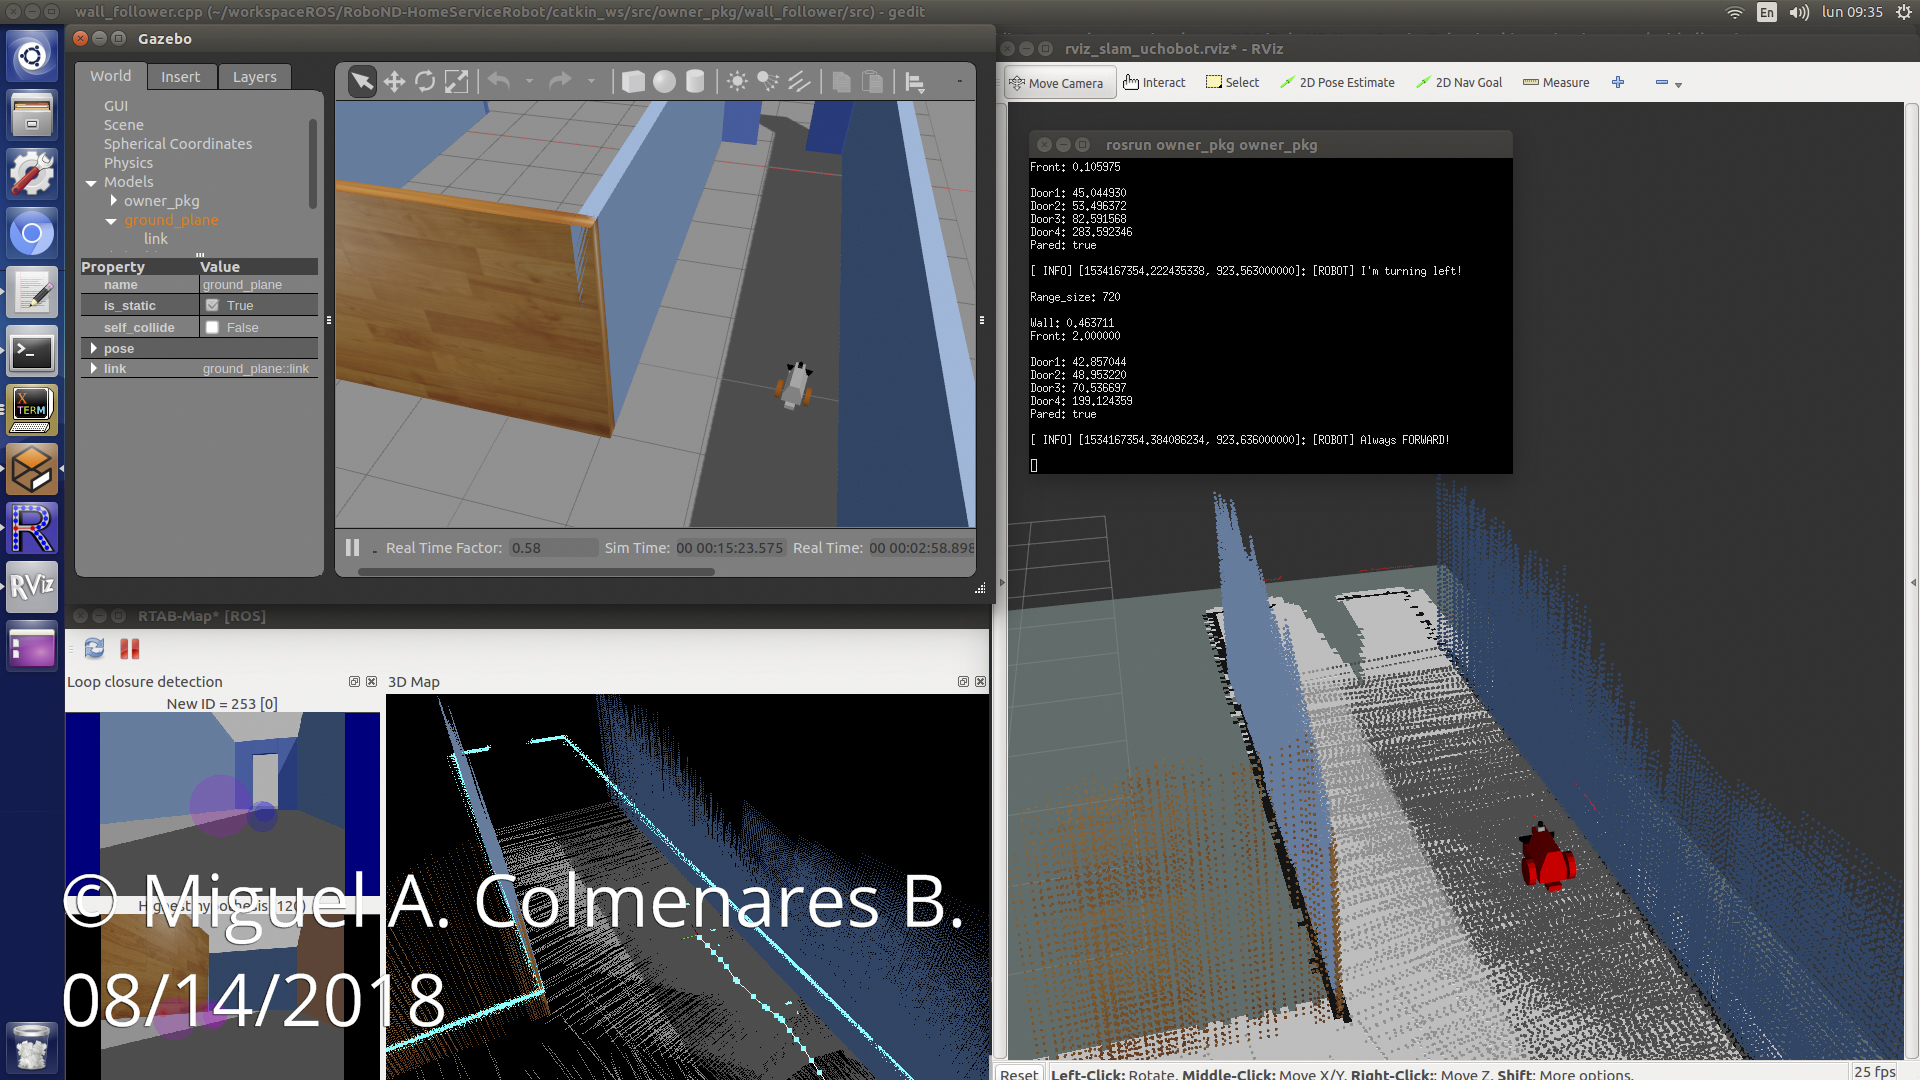 wall_follower.cpp (~/workspaceROS/RoboND-HomeServiceRobot/catkin_ws/src/owner_pkg/wall_follower/src) - gedit
En
lun 09:35
Gazebo
World
Insert
Layers
GUI
Scene
Spherical Coordinates
Physics
Models
owner_pkg
ground_plane
link
Property Value
name ground_plane
is_static True
self_collide False
pose
link ground_plane::link
Real Time Factor: 0.58 Sim Time: 00 00:15:23.575 Real Time: 00 00:02:58.898
rviz_slam_uchobot.rviz* - RViz
Move Camera
Interact
Select
2D Pose Estimate
2D Nav Goal
Measure
rosrun owner_pkg owner_pkg
Front: 0.105975
Door1: 45.044930
Door2: 53.496372
Door3: 82.591568
Door4: 283.592346
Pared: true
[ INFO] [1534167354.222435338, 923.563000000]: [ROBOT] I'm turning left!
Range_size: 720
Wall: 0.463711
Front: 2.000000
Door1: 42.857044
Door2: 48.953220
Door3: 70.536697
Door4: 199.124359
Pared: true
[ INFO] [1534167354.384086234, 923.636000000]: [ROBOT] Always FORWARD!
XTERM
R
RViz
RTAB-Map* [ROS]
Loop closure detection
New ID = 253 [0]
3D Map
Highest hypothesis (120)
© Miguel A. Colmenares B.
08/14/2018
Reset
Left-Click: Rotate. Middle-Click: Move X/Y. Right-Click:: Move Z. Shift: More options.
25 fps